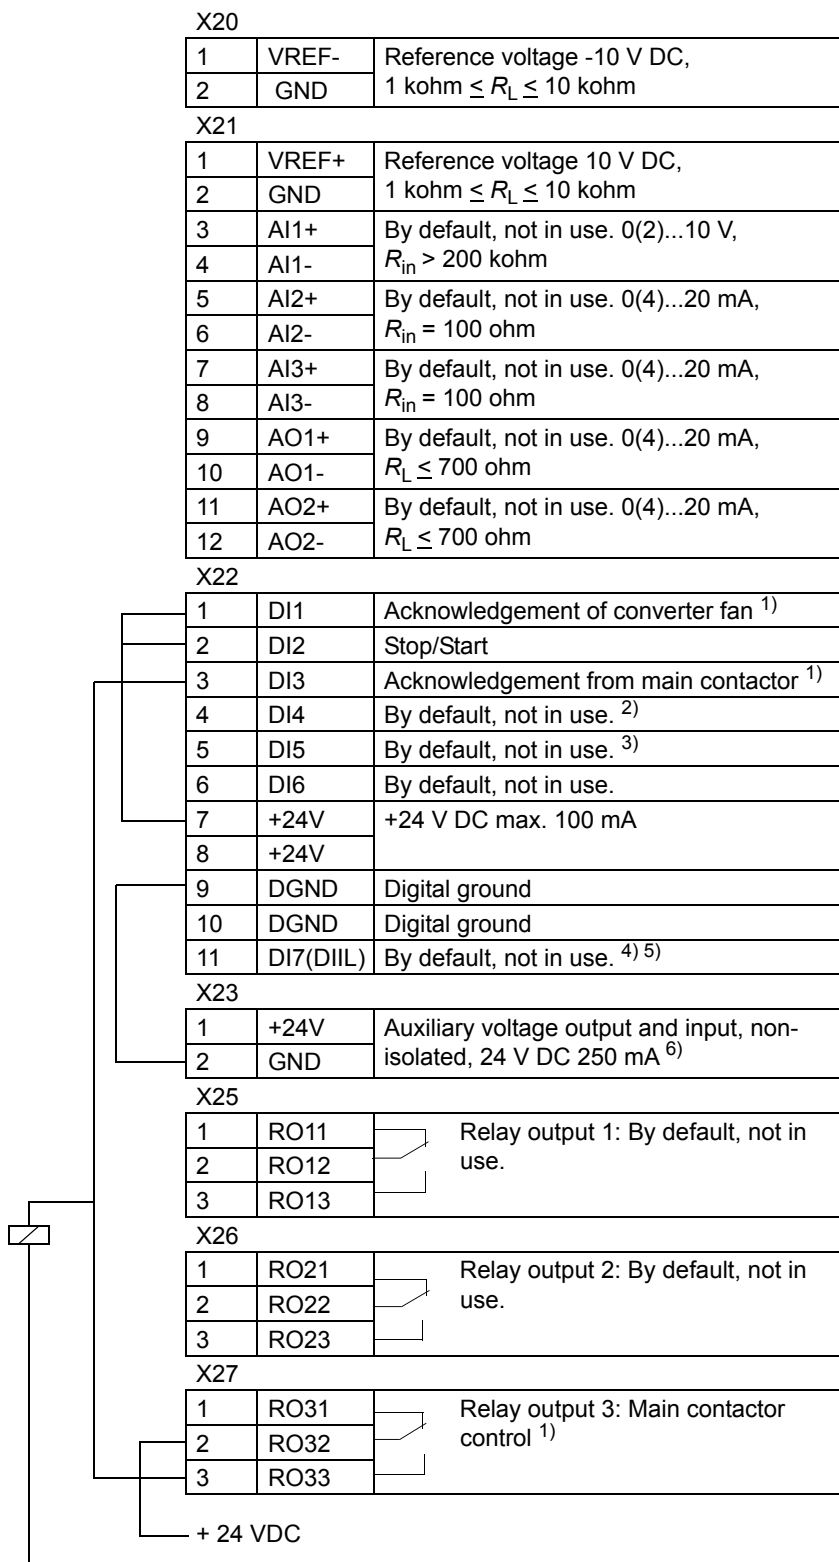 X20
1 VREF- Reference voltage -10 V DC,
2 GND 1 kohm ≤ RL ≤ 10 kohm
X21
1 VREF+ Reference voltage 10 V DC,
2 GND 1 kohm ≤ RL ≤ 10 kohm
3 AI1+ By default, not in use. 0(2)...10 V,
4 AI1- Rin > 200 kohm
5 AI2+ By default, not in use. 0(4)...20 mA,
6 AI2- Rin = 100 ohm
7 AI3+ By default, not in use. 0(4)...20 mA,
8 AI3- Rin = 100 ohm
9 AO1+ By default, not in use. 0(4)...20 mA,
10 AO1- RL ≤ 700 ohm
11 AO2+ By default, not in use. 0(4)...20 mA,
12 AO2- RL ≤ 700 ohm
X22
1 DI1 Acknowledgement of converter fan 1)
2 DI2 Stop/Start
3 DI3 Acknowledgement from main contactor 1)
4 DI4 By default, not in use. 2)
5 DI5 By default, not in use. 3)
6 DI6 By default, not in use.
7 +24V +24 V DC max. 100 mA
8 +24V
9 DGND Digital ground
10 DGND Digital ground
11 DI7(DIIL) By default, not in use. 4) 5)
X23
1 +24V Auxiliary voltage output and input, non-
2 GND isolated, 24 V DC 250 mA 6)
X25
1 RO11 Relay output 1: By default, not in
2 RO12 use.
3 RO13
X26
1 RO21 Relay output 2: By default, not in
2 RO22 use.
3 RO23
X27
1 RO31 Relay output 3: Main contactor
2 RO32 control 1)
3 RO33
+ 24 VDC